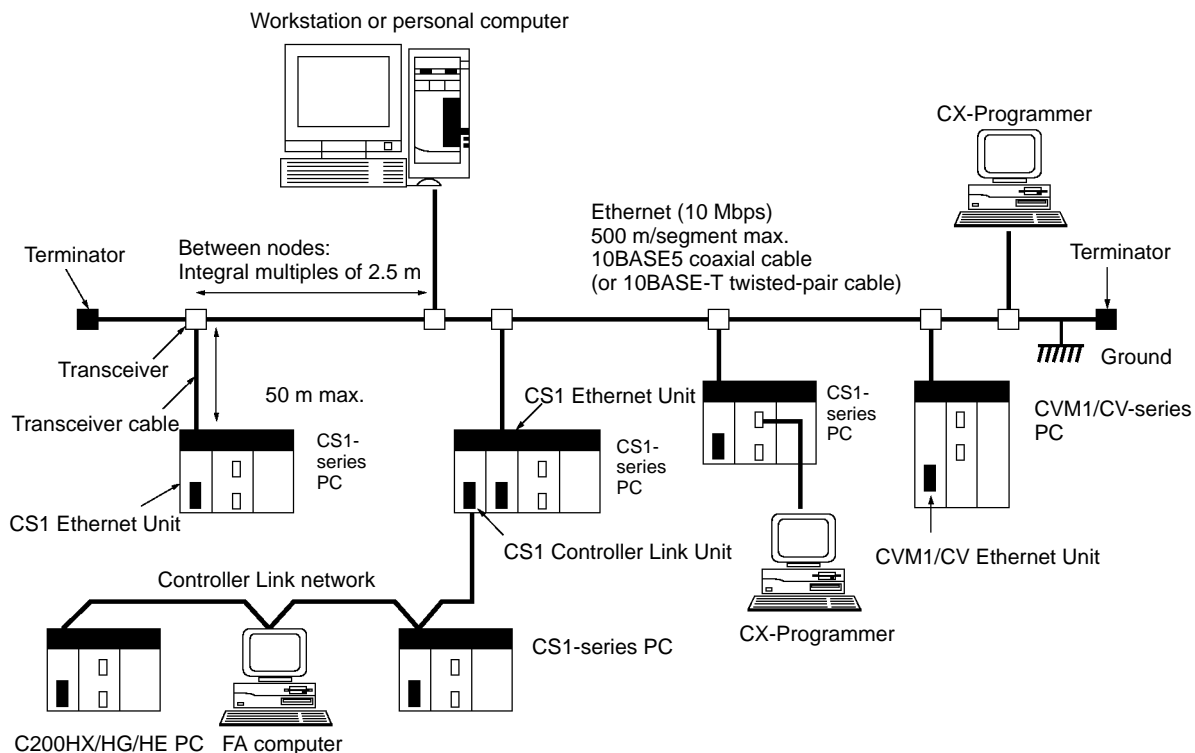 Workstation or personal computer
CX-Programmer
Ethernet (10 Mbps)
500 m/segment max.
10BASE5 coaxial cable
(or 10BASE-T twisted-pair cable)
Between nodes:
Integral multiples of 2.5 m
Terminator
Terminator
Transceiver
Ground
Transceiver cable
50 m max.
CS1 Ethernet Unit
CS1-
series
PC
CVM1/CV-series
PC
CS1-
series
PC
CS1-
series
PC
CS1 Ethernet Unit
CS1 Controller Link Unit
CVM1/CV Ethernet Unit
Controller Link network
CX-Programmer
CS1-series PC
C200HX/HG/HE PC
FA computer